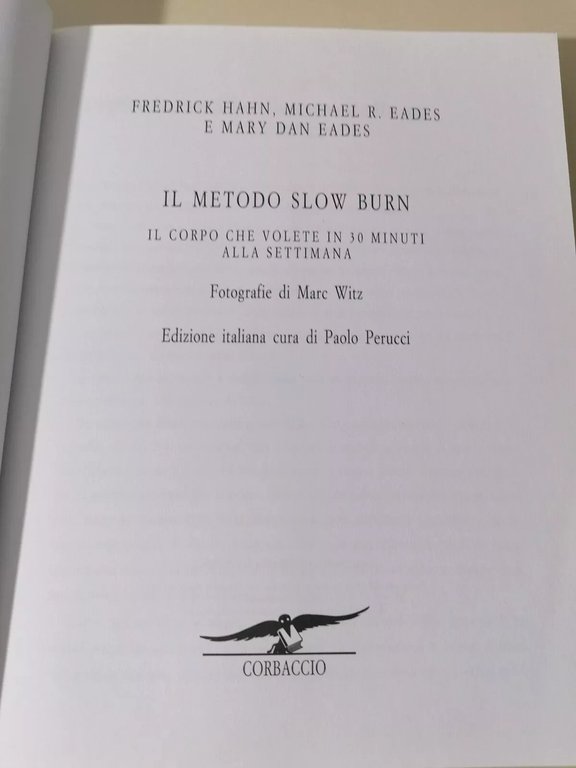 FREDRICK HAHN, MICHAEL R. EADES
E MARY DAN EADES
IL METODO SLOW BURN
IL CORPO CHE VOLETE IN 30 MINUTI
ALLA SETTIMANA
Fotografie di Marc Witz
Edizione italiana cura di Paolo Perucci
CORBACCIO